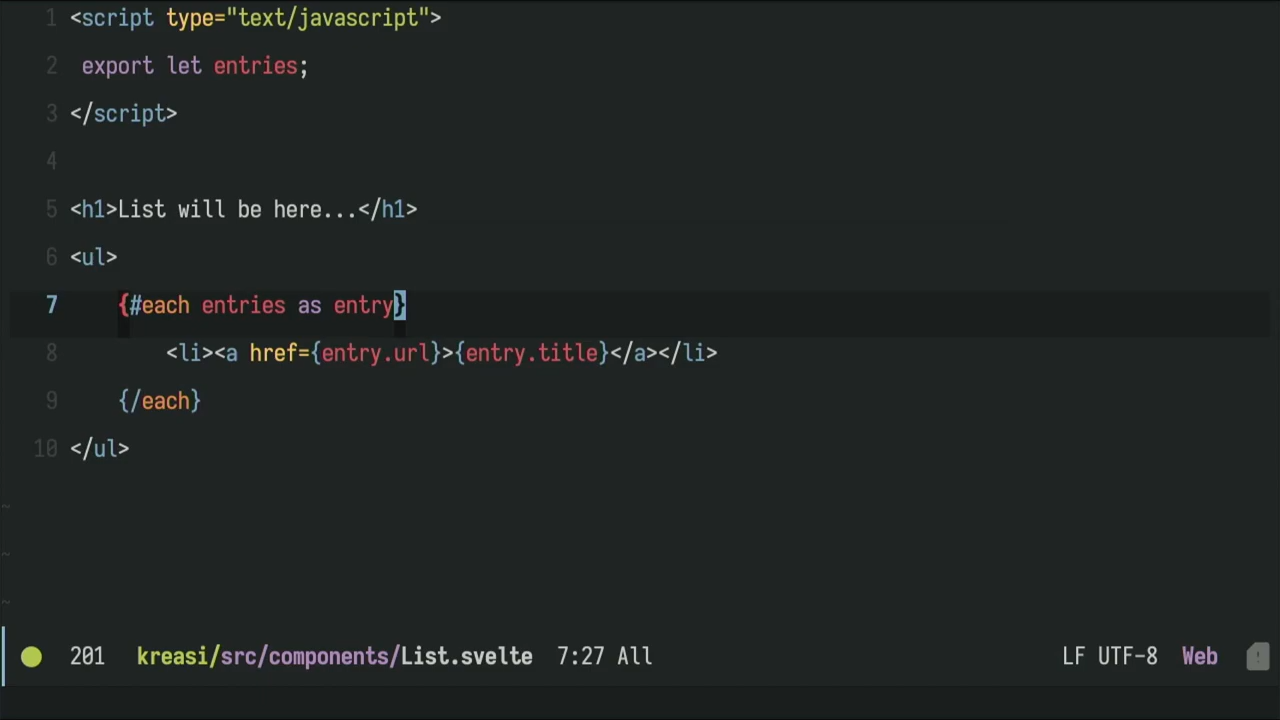 1 <script type="text/javascript">
2 export let entries;
3 </script>
4
5 <h1>List will be here...</h1>
6 <ul>
7 {#each entries as entry}
8 <li><a href={entry.url}>{entry.title}</a></li>
9 {/each}
10 </ul>
~
~
~
201 kreasi/src/components/List.svelte 7:27 All LF UTF-8 Web